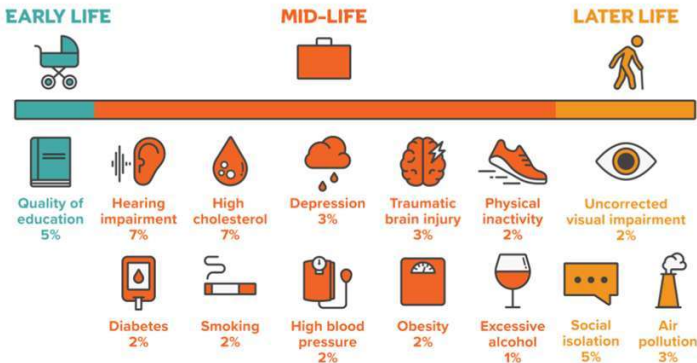 EARLY LIFE
MID-LIFE
LATER LIFE
Quality of
education
5%
Hearing
impairment
7%
High
cholesterol
7%
Depression
3%
Traumatic
brain injury
3%
Physical
inactivity
2%
Uncorrected
visual impairment
2%
Diabetes
2%
Smoking
2%
High blood
pressure
2%
Obesity
2%
Excessive
alcohol
1%
Social
isolation
5%
Air
pollution
3%